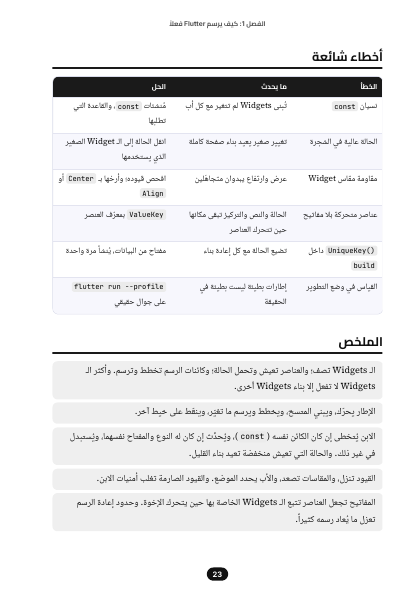 الفصل 1: كيف يرسم Flutter فعلاً
أخطاء شائعة
الخطأ ما يحدث الحل
نسيان const تُبنى Widgets لم تتغير مع كل أب مُنشئات const، والقاعدة التي
تطلبها
الحالة عالية في الشجرة تغيير صغير يعيد بناء صفحة كاملة انقل الحالة إلى الـ Widget الصغير
الذي يستخدمها
مقاومة مقاس Widget عرض وارتفاع يبدوان متجاهَلين افحص قيوده؛ وأرخها بـ Center أو
Align
عناصر متحركة بلا مفاتيح الحالة والنص والتركيز تبقى مكانها ValueKey بمعرّف العنصر
حين تتحرك العناصر
UniqueKey() داخل تضيع الحالة مع كل إعادة بناء مفتاح من البيانات، يُنشأ مرة واحدة
build
القياس في وضع التطوير إطارات بطيئة ليست بطيئة في flutter run --profile
الحقيقة على جوال حقيقي
الملخص
الـ Widgets تصف؛ والعناصر تعيش وتحمل الحالة؛ وكائنات الرسم تخطط وترسم. وأكثر الـ
Widgets لا تفعل إلا بناء Widgets أخرى.
الإطار يحرّك، ويبني المتسخ، ويخطط ويرسم ما تغيّر، وينقط على خيط آخر.
الابن يُتخطى إن كان الكائن نفسه (const)، ويُحدَّث إن كان له النوع والمفتاح نفسهما، ويُستبدل
في غير ذلك. والحالة التي تعيش منخفضة تعيد بناء القليل.
القيود تنزل، والمقاسات تصعد، والأب يحدد الموضع. والقيود الصارمة تغلب أمنيات الابن.
المفاتيح تجعل العناصر تتبع الـ Widgets الخاصة بها حين يتحرك الإخوة. وحدود إعادة الرسم
تعزل ما يُعاد رسمه كثيراً.
23